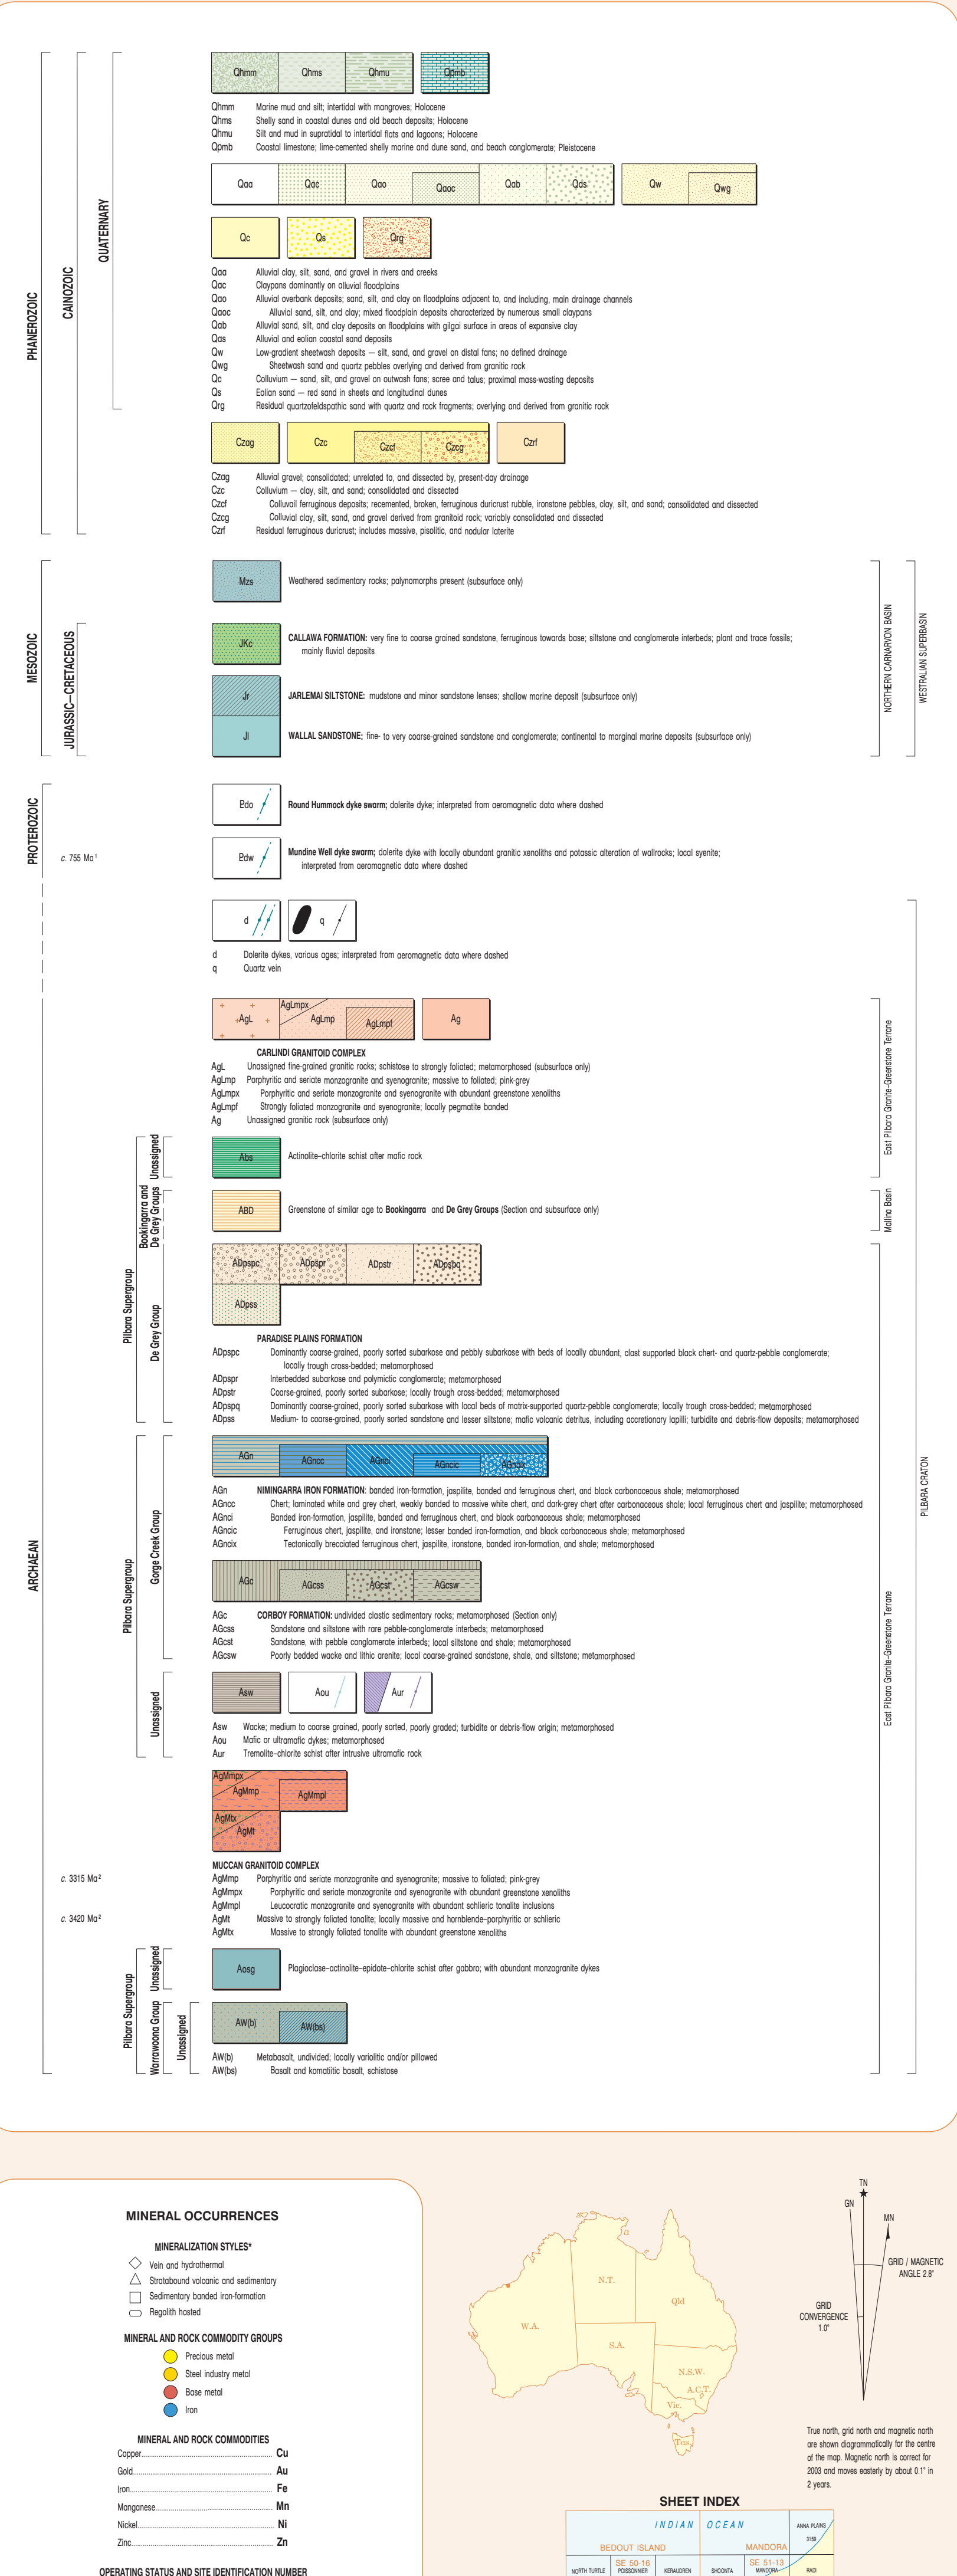 Qhmm Qhms Qhmu Qpmb
Qhmm Marine mud and silt; intertidal with mangroves; Holocene
Qhms Shelly sand in coastal dunes and old beach deposits; Holocene
Qhmu Silt and mud in supratidal to intertidal flats and lagoons; Holocene
Qpmb Coastal limestone; lime-cemented shelly marine and dune sand, and beach conglomerate; Pleistocene
Qaa Qac Qao Qaoc Qab Qas Qw Qwg
Qc Qs Qrg
Qaa Alluvial clay, silt, sand, and gravel in rivers and creeks
Qac Claypans dominantly on alluvial floodplains
Qao Alluvial overbank deposits; sand, silt, and clay on floodplains adjacent to, and including, main drainage channels
Qaoc Alluvial sand, silt, and clay; mixed floodplain deposits characterized by numerous small claypans
Qab Alluvial sand, silt, and clay deposits on floodplains with gilgai surface in areas of expansive clay
Qas Alluvial and eolian coastal sand deposits
Qw Low-gradient sheetwash deposits — silt, sand, and gravel on distal fans; no defined drainage
Qwg Sheetwash sand and quartz pebbles overlying and derived from granitic rock
Qc Colluvium — sand, silt, and gravel on outwash fans; scree and talus; proximal mass-wasting deposits
Qs Eolian sand — red sand in sheets and longitudinal dunes
Qrg Residual quartzofeldspathic sand with quartz and rock fragments; overlying and derived from granitic rock
QUATERNARY
CAINOZOIC
PHANEROZOIC
Czag Czc Czcf Czcg Czrf
Czag Alluvial gravel; consolidated; unrelated to, and dissected by, present-day drainage
Czc Colluvium — clay, silt, and sand; consolidated and dissected
Czcf Colluvail ferruginous deposits; recemented, broken, ferruginous duricrust rubble, ironstone pebbles, clay, silt, and sand; consolidated and dissected
Czcg Colluvial clay, silt, sand, and gravel derived from granitoid rock; variably consolidated and dissected
Czrf Residual ferruginous duricrust; includes massive, pisolitic, and nodular laterite
MESOZOIC
JURASSIC–CRETACEOUS
Mzs Weathered sedimentary rocks; palynomorphs present (subsurface only)
JKc CALLAWA FORMATION: very fine to coarse grained sandstone, ferruginous towards base; siltstone and conglomerate interbeds; plant and trace fossils;
mainly fluvial deposits
Jr JARLEMAI SILTSTONE: mudstone and minor sandstone lenses; shallow marine deposit (subsurface only)
Jl WALLAL SANDSTONE: fine- to very coarse-grained sandstone and conglomerate; continental to marginal marine deposits (subsurface only)
NORTHERN CARNARVON BASIN
WESTRALIAN SUPERBASIN
PROTEROZOIC
Pdo Round Hummock dyke swarm; dolerite dyke; interpreted from aeromagnetic data where dashed
c. 755 Ma¹
Pdw Mundine Well dyke swarm; dolerite dyke with locally abundant granitic xenoliths and potassic alteration of wallrocks; local syenite;
interpreted from aeromagnetic data where dashed
d q
d Dolerite dykes, various ages; interpreted from aeromagnetic data where dashed
q Quartz vein
AgL AgLmpx AgLmp AgLmpf Ag
CARLINDI GRANITOID COMPLEX
AgL Unassigned fine-grained granitic rocks; schistose to strongly foliated; metamorphosed (subsurface only)
AgLmp Porphyritic and seriate monzogranite and syenogranite; massive to foliated; pink-grey
AgLmpx Porphyritic and seriate monzogranite and syenogranite with abundant greenstone xenoliths
AgLmpf Strongly foliated monzogranite and syenogranite; locally pegmatite banded
Ag Unassigned granitic rock (subsurface only)
East Pilbara Granite–Greenstone Terrane
Unassigned
Abs Actinolite–chlorite schist after mafic rock
Bookingarra and
De Grey Groups
ABD Greenstone of similar age to Bookingarra and De Grey Groups (Section and subsurface only)
Mallina Basin
ADpspc ADpspr ADpstr ADpspq
ADpss
Pilbara Supergroup
De Grey Group
PARADISE PLAINS FORMATION
ADpspc Dominantly coarse-grained, poorly sorted subarkose and pebbly subarkose with beds of locally abundant, clast supported black chert- and quartz-pebble conglomerate;
locally trough cross-bedded; metamorphosed
ADpspr Interbedded subarkose and polymictic conglomerate; metamorphosed
ADpstr Coarse-grained, poorly sorted subarkose; locally trough cross-bedded; metamorphosed
ADpspq Dominantly coarse-grained, poorly sorted subarkose with local beds of matrix-supported quartz-pebble conglomerate; locally trough cross-bedded; metamorphosed
ADpss Medium- to coarse-grained, poorly sorted sandstone and lesser siltstone; mafic volcanic detritus, including accretionary lapilli; turbidite and debris-flow deposits; metamorphosed
AGn AGncc AGnci AGncic AGncix
AGn NIMINGARRA IRON FORMATION: banded iron-formation, jaspilite, banded and ferruginous chert, and black carbonaceous shale; metamorphosed
AGncc Chert; laminated white and grey chert, weakly banded to massive white chert, and dark-grey chert after carbonaceous shale; local ferruginous chert and jaspilite; metamorphosed
AGnci Banded iron-formation, jaspilite, banded and ferruginous chert, and black carbonaceous shale; metamorphosed
AGncic Ferruginous chert, jaspilite, and ironstone; lesser banded iron-formation, and black carbonaceous shale; metamorphosed
AGncix Tectonically brecciated ferruginous chert, jaspilite, ironstone, banded iron-formation, and shale; metamorphosed
ARCHAEAN
Pilbara Supergroup
Gorge Creek Group
PILBARA CRATON
AGc AGcss AGcst AGcsw
AGc CORBOY FORMATION: undivided clastic sedimentary rocks; metamorphosed (Section only)
AGcss Sandstone and siltstone with rare pebble-conglomerate interbeds; metamorphosed
AGcst Sandstone, with pebble conglomerate interbeds; local siltstone and shale; metamorphosed
AGcsw Poorly bedded wacke and lithic arenite; local coarse-grained sandstone, shale, and siltstone; metamorphosed
East Pilbara Granite–Greenstone Terrane
Unassigned
Asw Aou Aur
Asw Wacke; medium to coarse grained, poorly sorted, poorly graded; turbidite or debris-flow origin; metamorphosed
Aou Mafic or ultramafic dykes; metamorphosed
Aur Tremolite–chlorite schist after intrusive ultramafic rock
AgMmpx AgMmp AgMmpl
AgMtx AgMt
MUCCAN GRANITOID COMPLEX
c. 3315 Ma² AgMmp Porphyritic and seriate monzogranite and syenogranite; massive to foliated; pink-grey
AgMmpx Porphyritic and seriate monzogranite and syenogranite with abundant greenstone xenoliths
AgMmpl Leucocratic monzogranite and syenogranite with abundant schlieric tonalite inclusions
c. 3420 Ma² AgMt Massive to strongly foliated tonalite; locally massive and hornblende–porphyritic or schlieric
AgMtx Massive to strongly foliated tonalite with abundant greenstone xenoliths
Pilbara Supergroup
Unassigned
Aosg Plagioclase–actinolite–epidote–chlorite schist after gabbro; with abundant monzogranite dykes
Warrawoona Group
Unassigned
AW(b) AW(bs)
AW(b) Metabasalt, undivided; locally variolitic and/or pillowed
AW(bs) Basalt and komatiitic basalt, schistose
MINERAL OCCURRENCES
MINERALIZATION STYLES*
Vein and hydrothermal
Stratabound volcanic and sedimentary
Sedimentary banded iron-formation
Regolith hosted
MINERAL AND ROCK COMMODITY GROUPS
Precious metal
Steel industry metal
Base metal
Iron
MINERAL AND ROCK COMMODITIES
Copper Cu
Gold Au
Iron Fe
Manganese Mn
Nickel Ni
Zinc Zn
OPERATING STATUS AND SITE IDENTIFICATION NUMBER
W.A.
N.T.
Qld
S.A.
N.S.W.
A.C.T.
Vic.
Tas.
TN
GN
MN
GRID / MAGNETIC
ANGLE 2.8°
GRID
CONVERGENCE
1.0°
True north, grid north and magnetic north
are shown diagrammatically for the centre
of the map. Magnetic north is correct for
2003 and moves easterly by about 0.1° in
2 years.
SHEET INDEX
INDIAN OCEAN
ANNA PLAINS
3159
BEDOUT ISLAND MANDORA
SE 50-16 SE 51-13
NORTH TURTLE POISSONNIER KERAUDREN SHOONTA MANDORA RADI